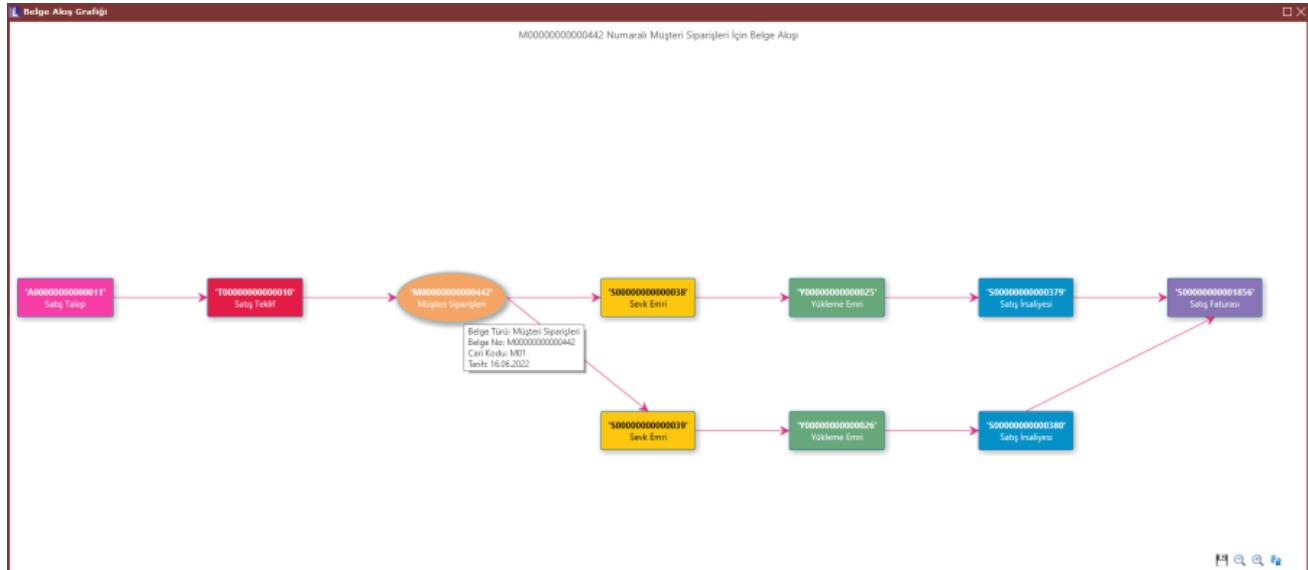 Belge Akış Grafiği
M00000000000442 Numaralı Müşteri Siparişleri İçin Belge Akışı
'A00000000000011'
Satış Talep
'T00000000000010'
Satış Teklif
'M00000000000442'
Müşteri Siparişleri
'S00000000000038'
Sevk Emri
'Y00000000000025'
Yükleme Emri
'S00000000000379'
Satış İrsaliyesi
'S00000000001856'
Satış Faturası
Belge Türü: Müşteri Siparişleri
Belge No: M00000000000442
Cari Kodu: M01
Tarih: 16.06.2022
'S00000000000039'
Sevk Emri
'Y00000000000026'
Yükleme Emri
'S00000000000380'
Satış İrsaliyesi